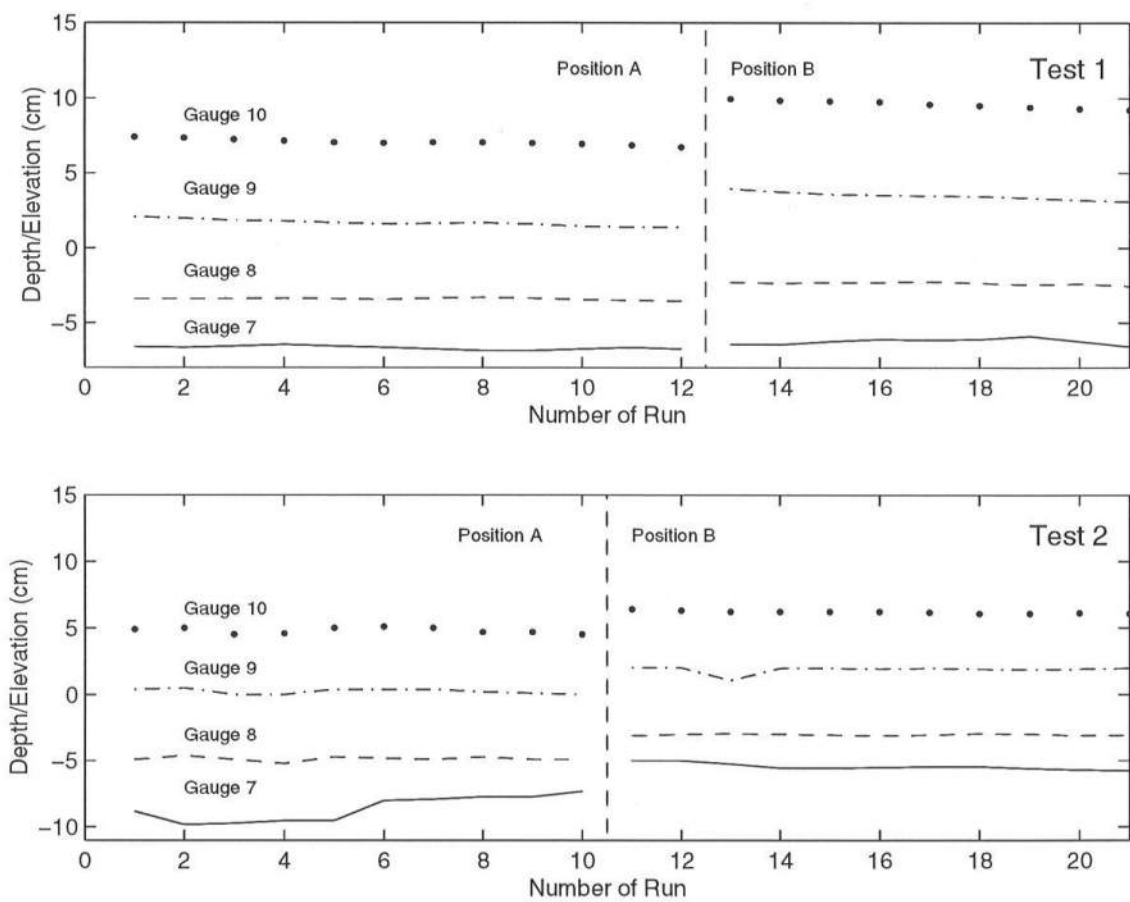 15
Position A
Position B
Test 1
10
Gauge 10
5
Gauge 9
0
Gauge 8
−5
Gauge 7
0 2 4 6 8 10 12 14 16 18 20
Number of Run
Depth/Elevation (cm)
15
Position A
Position B
Test 2
10
Gauge 10
5
Gauge 9
0
Gauge 8
−5
Gauge 7
−10
0 2 4 6 8 10 12 14 16 18 20
Number of Run
Depth/Elevation (cm)